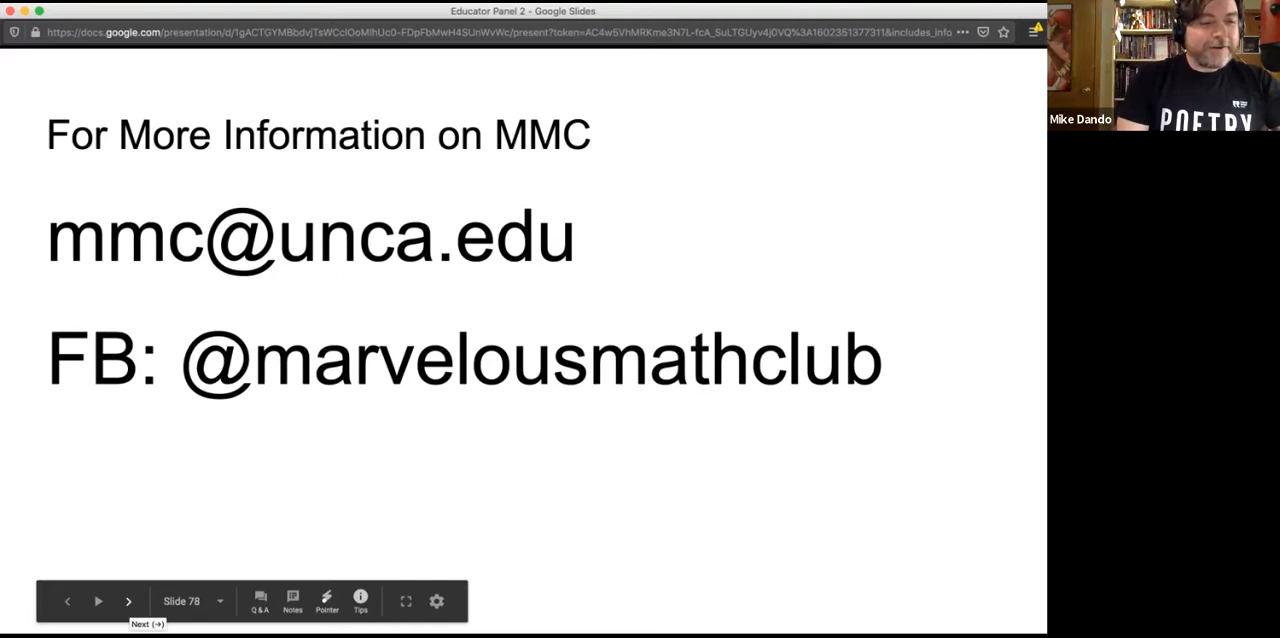 Educator Panel 2 - Google Slides
For More Information on MMC
mmc@unca.edu
FB: @marvelousmathclub
Slide 78
Q & A
Notes
Pointer
Tips
Next (→)
Mike Dando
POETRY